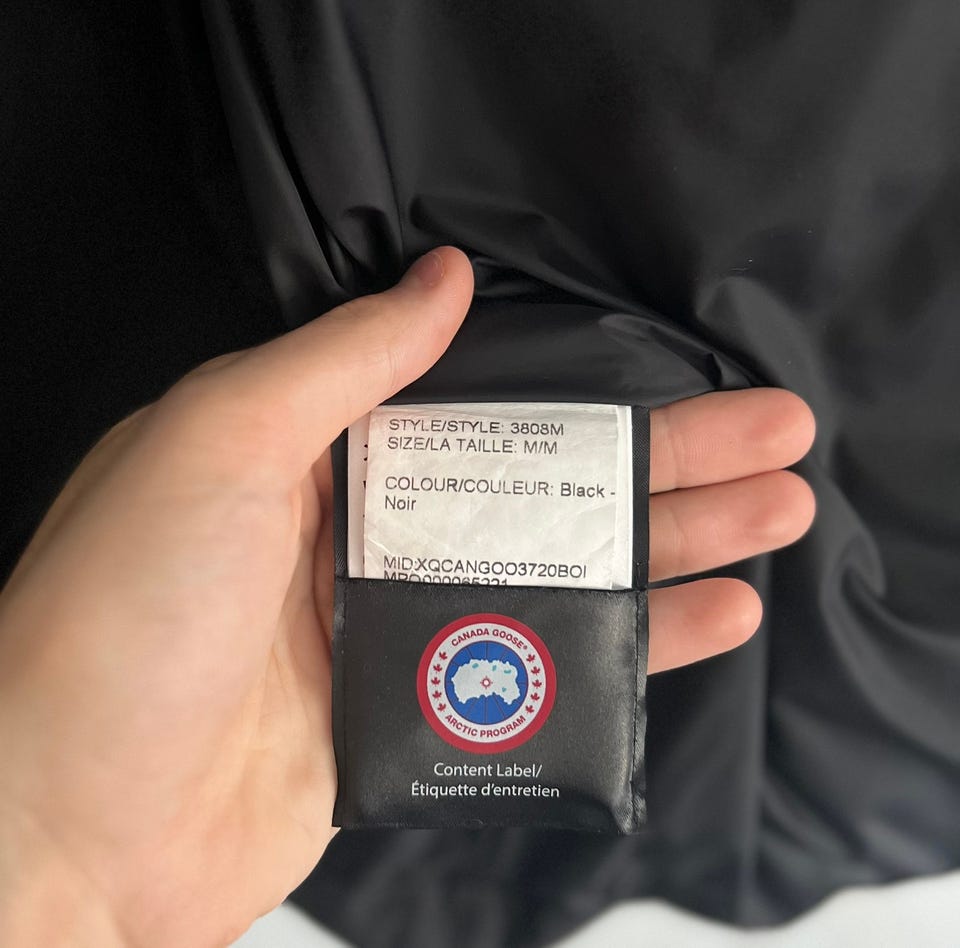 STYLE/STYLE: 3808M
SIZE/LA TAILLE: M/M
COLOUR/COULEUR: Black -
Noir
MID:XQCANGOO3720BOI
MPO000065221
CANADA GOOSE®
ARCTIC PROGRAM
Content Label/
Étiquette d'entretien